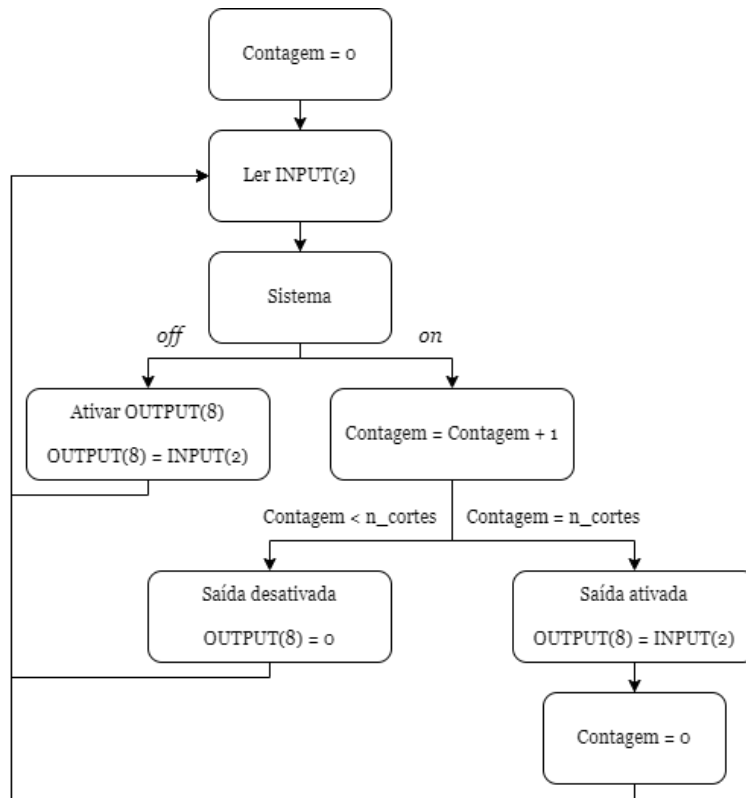 Contagem = 0
Ler INPUT(2)
Sistema
off
on
Ativar OUTPUT(8)
OUTPUT(8) = INPUT(2)
Contagem = Contagem + 1
Contagem < n_cortes
Contagem = n_cortes
Saída desativada
OUTPUT(8) = 0
Saída ativada
OUTPUT(8) = INPUT(2)
Contagem = 0